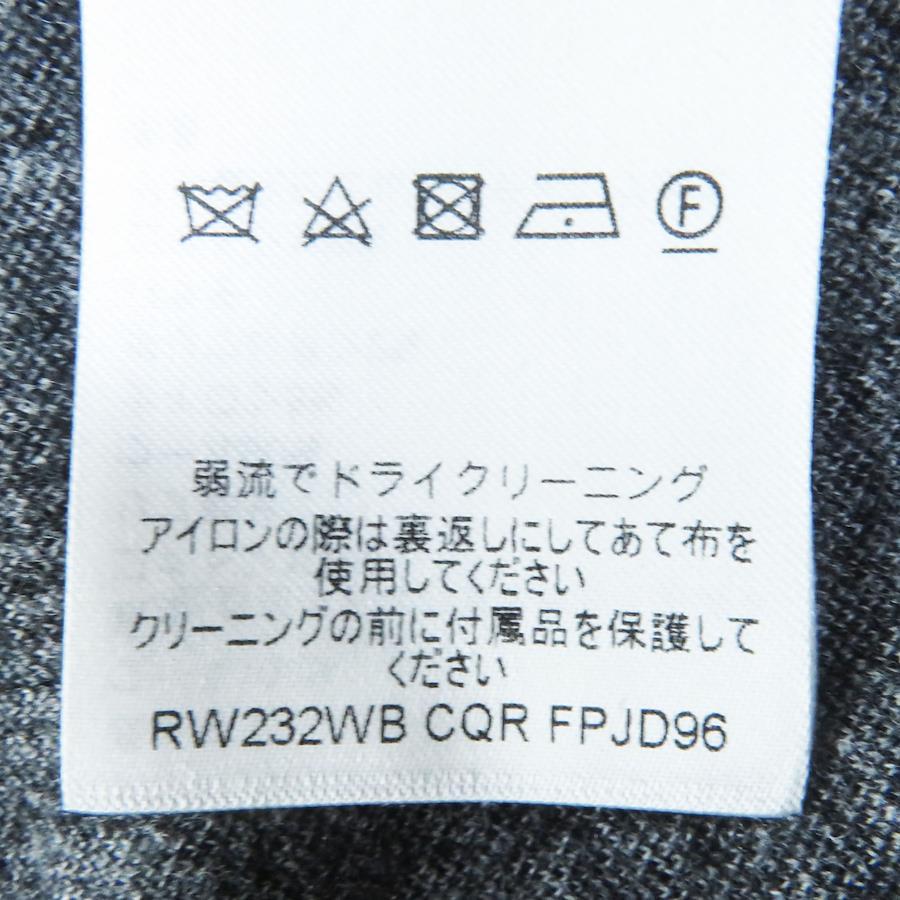 F
弱流でドライクリーニング
アイロンの際は裏返しにしてあて布を
使用してください
クリーニングの前に付属品を保護して
ください
RW232WB CQR FPJD96